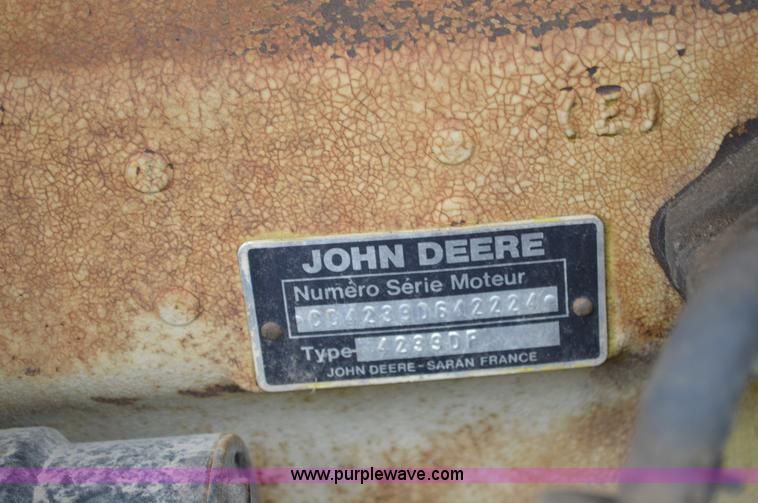 (E)
JOHN DEERE
Numéro Série Moteur
*CD4239D642224*
Type 4239DF
JOHN DEERE-SARAN FRANCE
www.purplewave.com